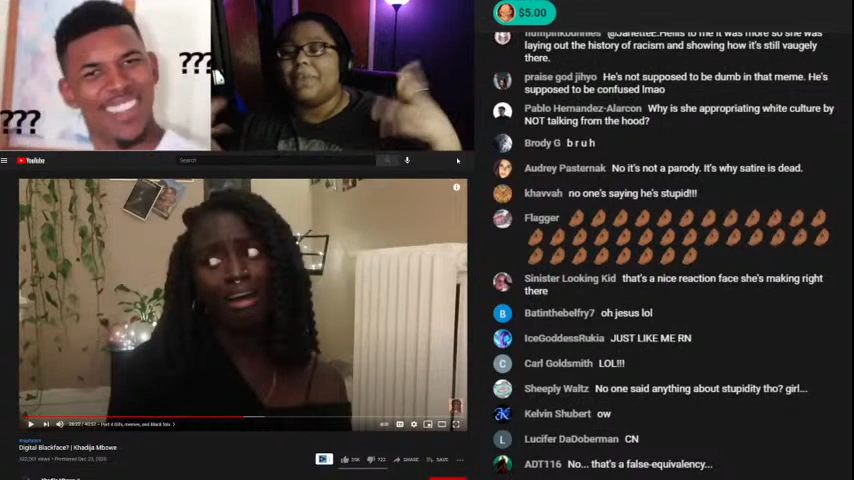 ???
???
$5.00
@JanetteE.Hellis to me it was more so she was
laying out the history of racism and showing how it's still vaugely
there.
praise god jihyo He's not supposed to be dumb in that meme. He's
supposed to be confused lmao
Pablo Hernandez-Alarcon Why is she appropriating white culture by
NOT talking from the hood?
Brody G b r u h
Audrey Pasternak No it's not a parody. It's why satire is dead.
khavvah no one's saying he's stupid!!!
Flagger
Sinister Looking Kid that's a nice reaction face she's making right
there
B Batinthebelfry7 oh jesus lol
IceGoddessRukia JUST LIKE ME RN
C Carl Goldsmith LOL!!!
Sheeply Waltz No one said anything about stupidity tho? girl...
Kelvin Shubert ow
L Lucifer DaDoberman CN
ADT116 No... that's a false-equivalency...
YouTube
Search
Digital Blackface? | Khadija Mbowe
722
SHARE
SAVE